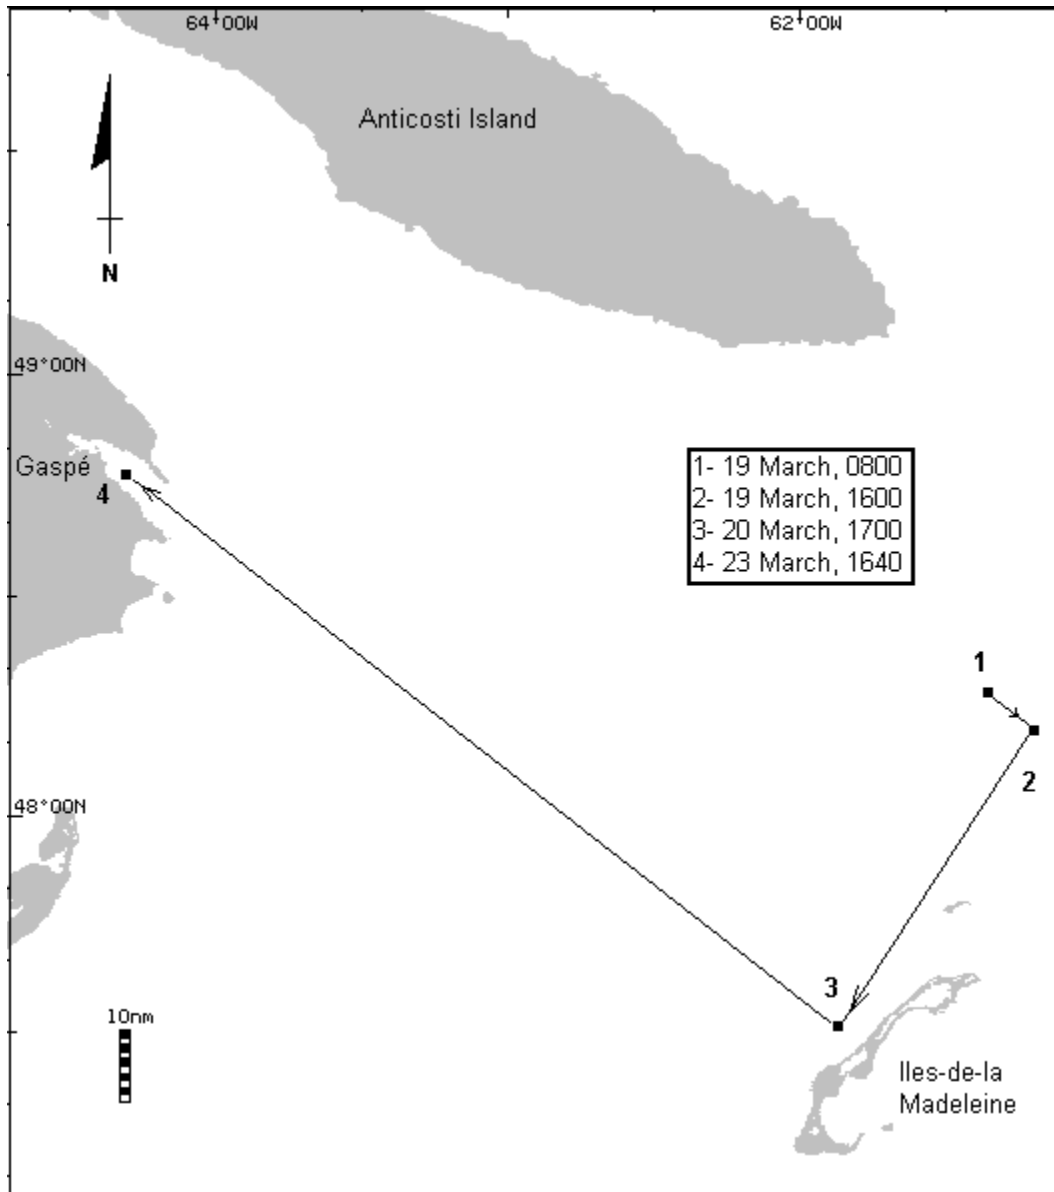 64°00W
62°00W
Anticosti Island
N
49°00N
Gaspé
4
1- 19 March, 0800
2- 19 March, 1600
3- 20 March, 1700
4- 23 March, 1640
1
2
48°00N
3
10nm
Iles-de-la
Madeleine